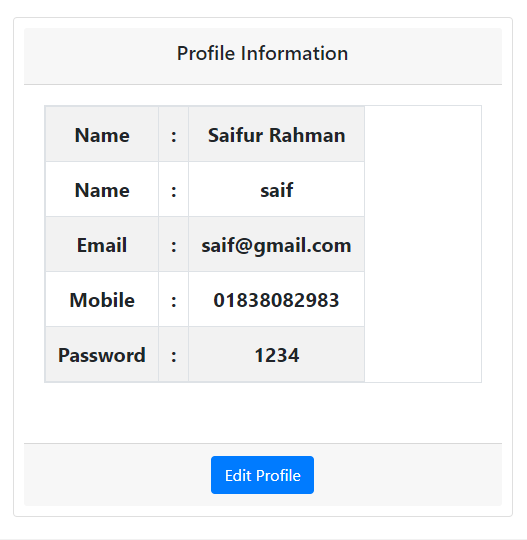 Profile Information
Name : Saifur Rahman
Name : saif
Email : saif@gmail.com
Mobile : 01838082983
Password : 1234
Edit Profile